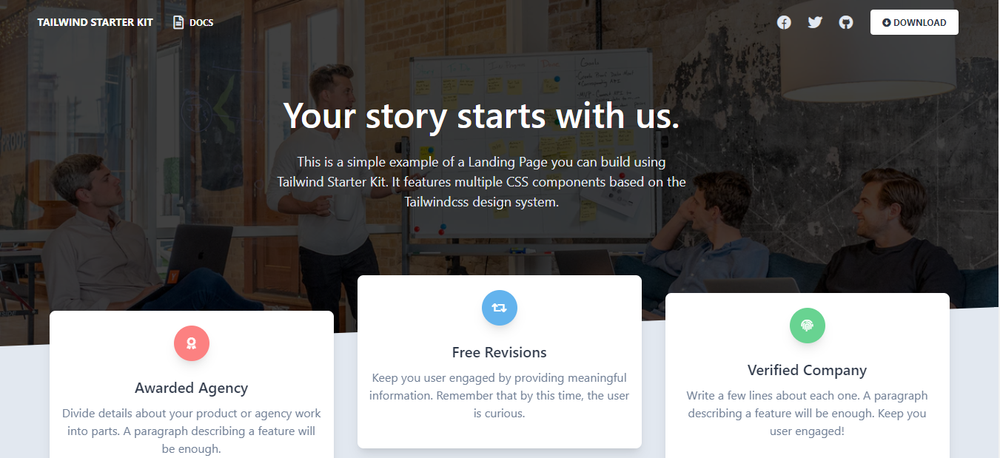 TAILWIND STARTER KIT
DOCS
DOWNLOAD
Your story starts with us.
This is a simple example of a Landing Page you can build using
Tailwind Starter Kit. It features multiple CSS components based on the
Tailwindcss design system.
Goals
PROOF
Awarded Agency
Divide details about your product or agency work
into parts. A paragraph describing a feature will
be enough.
Free Revisions
Keep you user engaged by providing meaningful
information. Remember that by this time, the user
is curious.
Verified Company
Write a few lines about each one. A paragraph
describing a feature will be enough. Keep you
user engaged!